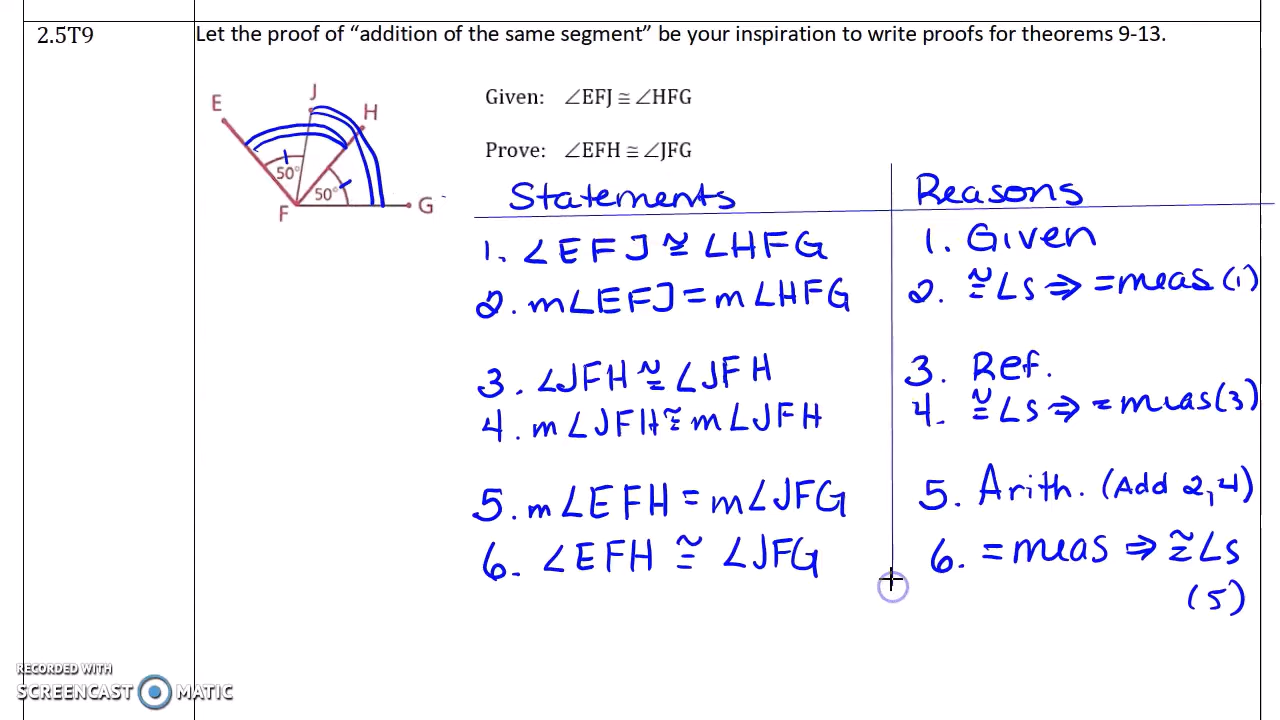 2.5T9
Let the proof of “addition of the same segment” be your inspiration to write proofs for theorems 9-13.
E
J
H
50°
50°
F
G
Given: ∠EFJ ≅ ∠HFG
Prove: ∠EFH ≅ ∠JFG
Statements
Reasons
1. ∠EFJ ≅ ∠HFG
1. Given
2. m∠EFJ = m∠HFG
2. ≅∠s ⇒ =meas (1)
3. ∠JFH ≅ ∠JFH
3. Ref.
4. m∠JFH ≅ m∠JFH
4. ≅∠s ⇒ =meas (3)
5. m∠EFH = m∠JFG
5. Arith. (Add 2,4)
6. ∠EFH ≅ ∠JFG
6. =meas ⇒ ≅∠s
(5)
RECORDED WITH
SCREENCAST MATIC